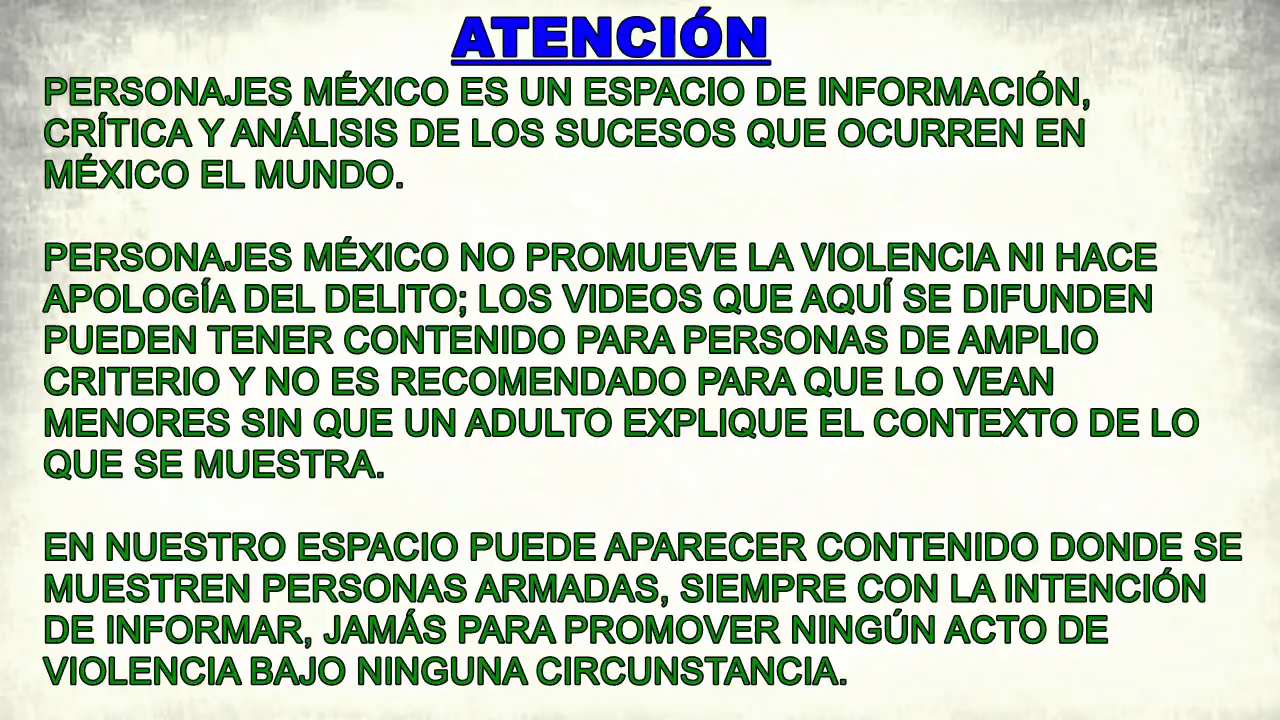 ATENCIÓN
PERSONAJES MÉXICO ES UN ESPACIO DE INFORMACIÓN,
CRÍTICA Y ANÁLISIS DE LOS SUCESOS QUE OCURREN EN
MÉXICO EL MUNDO.
PERSONAJES MÉXICO NO PROMUEVE LA VIOLENCIA NI HACE
APOLOGÍA DEL DELITO; LOS VIDEOS QUE AQUÍ SE DIFUNDEN
PUEDEN TENER CONTENIDO PARA PERSONAS DE AMPLIO
CRITERIO Y NO ES RECOMENDADO PARA QUE LO VEAN
MENORES SIN QUE UN ADULTO EXPLIQUE EL CONTEXTO DE LO
QUE SE MUESTRA.
EN NUESTRO ESPACIO PUEDE APARECER CONTENIDO DONDE SE
MUESTREN PERSONAS ARMADAS, SIEMPRE CON LA INTENCIÓN
DE INFORMAR, JAMÁS PARA PROMOVER NINGÚN ACTO DE
VIOLENCIA BAJO NINGUNA CIRCUNSTANCIA.